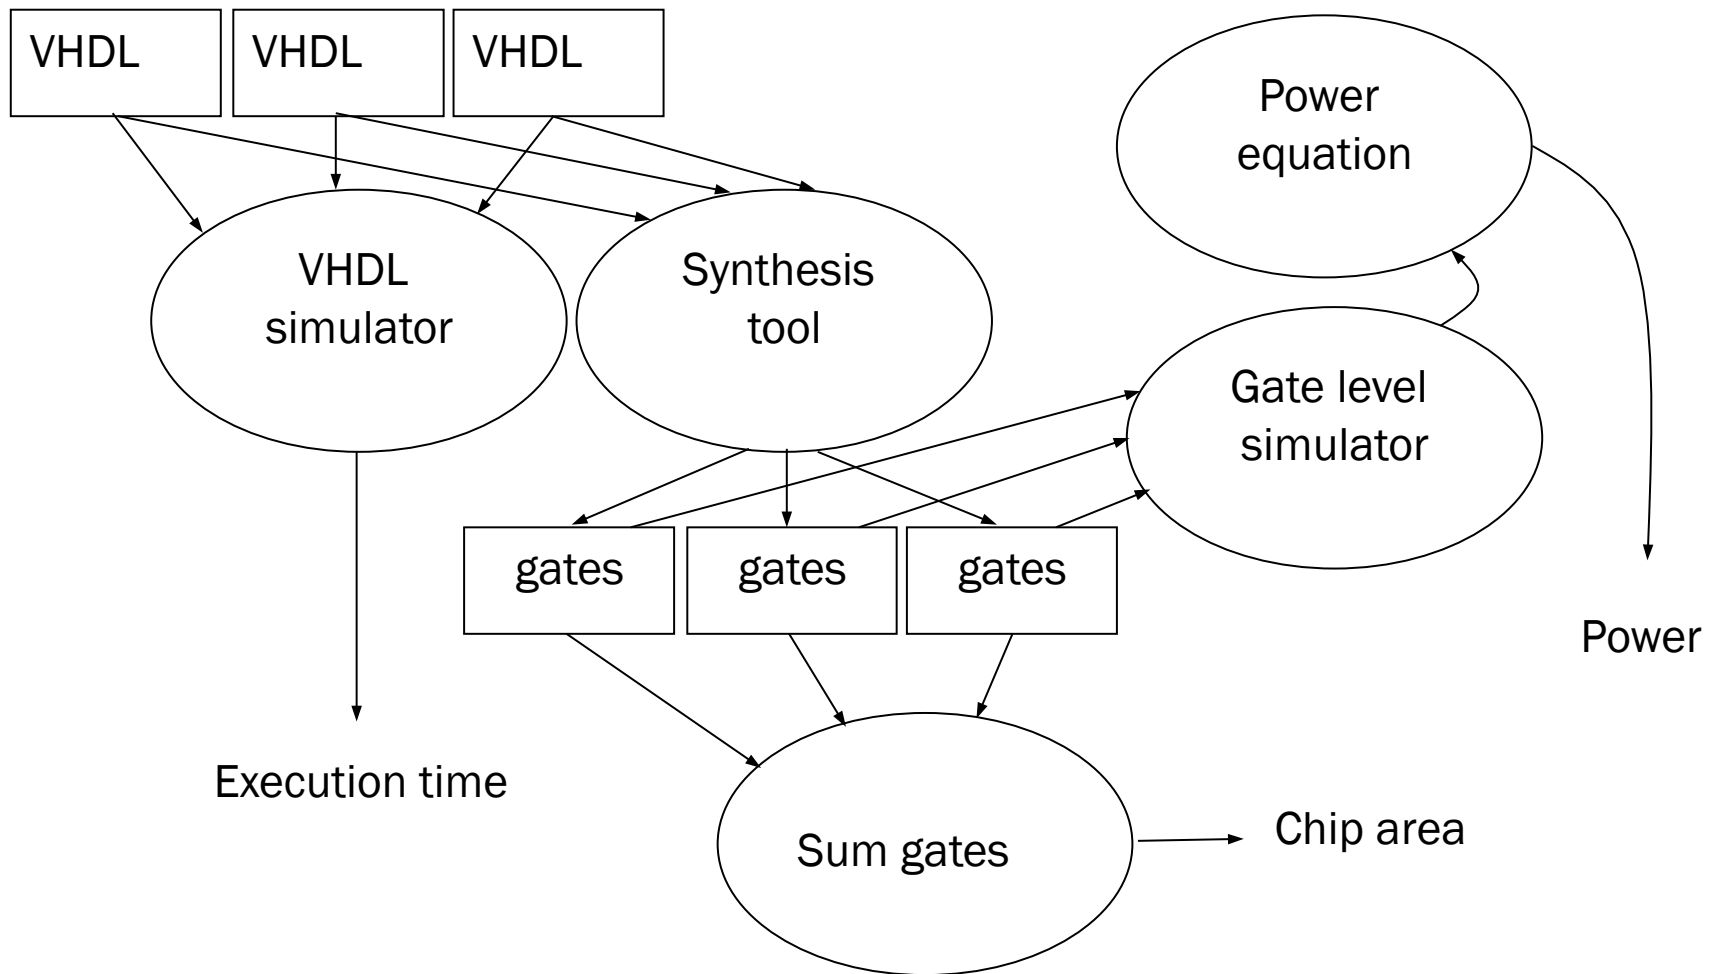 VHDL
VHDL
VHDL
Power
equation
VHDL
simulator
Synthesis
tool
Gate level
simulator
gates
gates
gates
Power
Execution time
Sum gates
Chip area